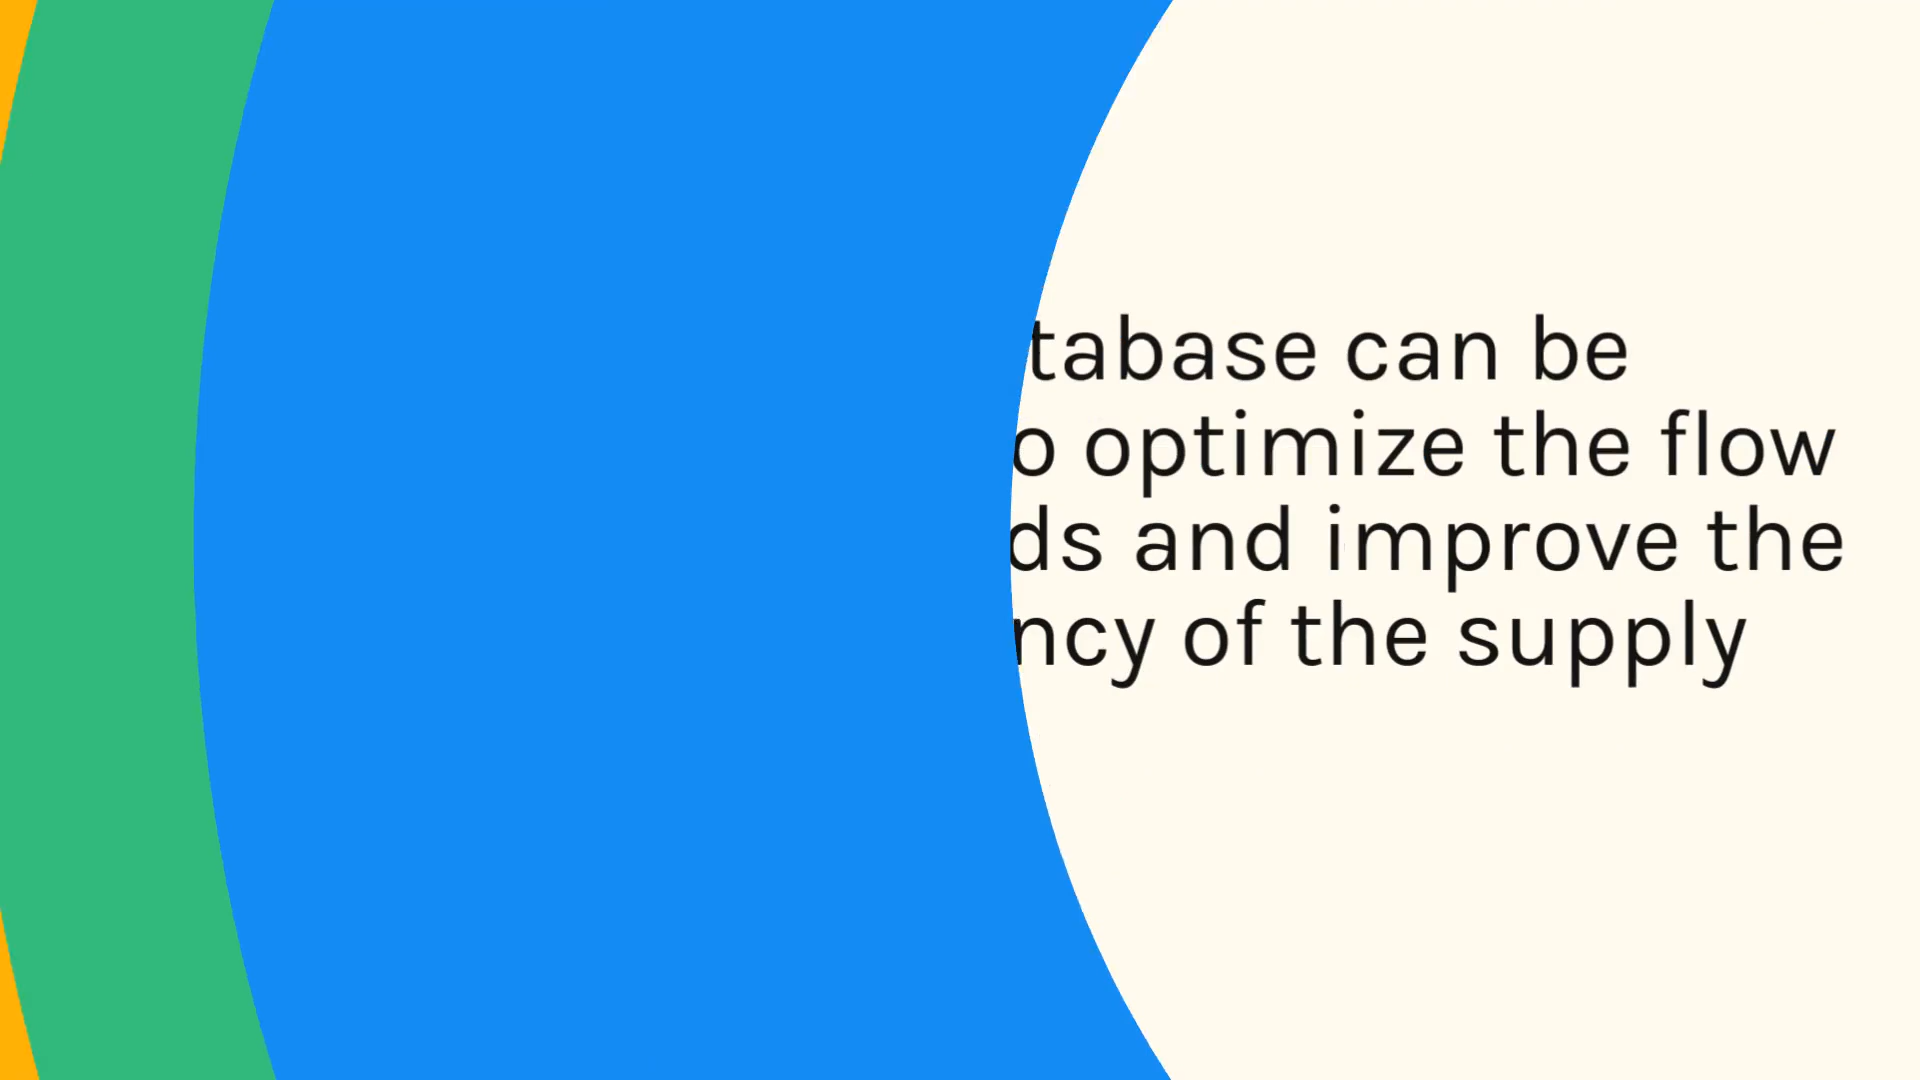 tabase can be
o optimize the flow
ds and improve the
ncy of the supply